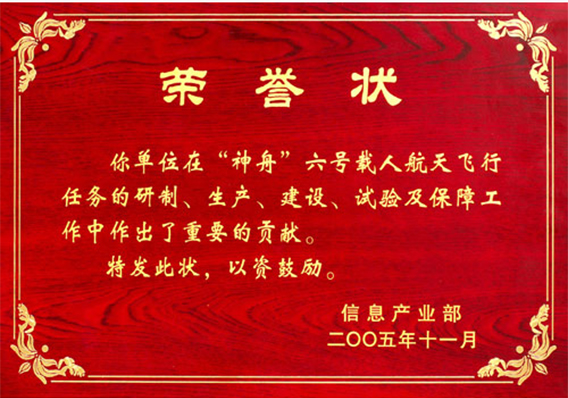 荣誉状
你单位在“神舟”六号载人航天飞行
任务的研制、生产、建设、试验及保障工
作中作出了重要的贡献。
特发此状，以资鼓励。
信息产业部
二〇〇五年十一月